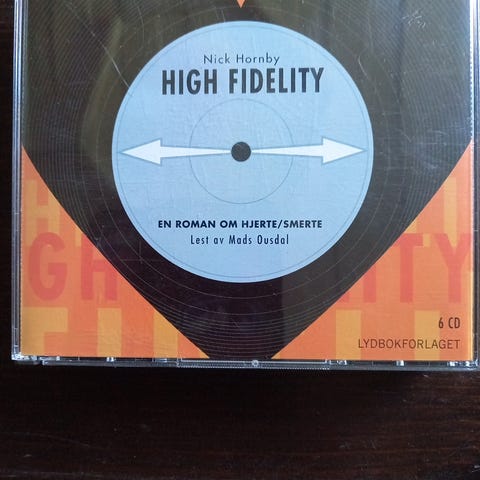 Nick Hornby
HIGH FIDELITY
EN ROMAN OM HJERTE/SMERTE
Lest av Mads Ousdal
6 CD
LYDBOKFORLAGET